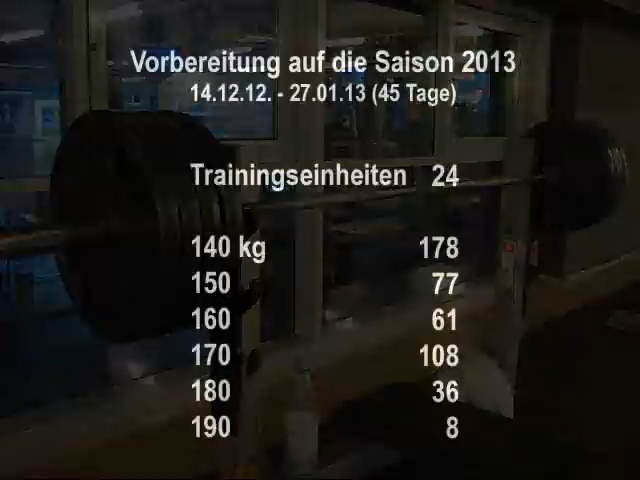 Vorbereitung auf die Saison 2013
14.12.12. - 27.01.13 (45 Tage)
Trainingseinheiten 24
140 kg 178
150 77
160 61
170 108
180 36
190 8